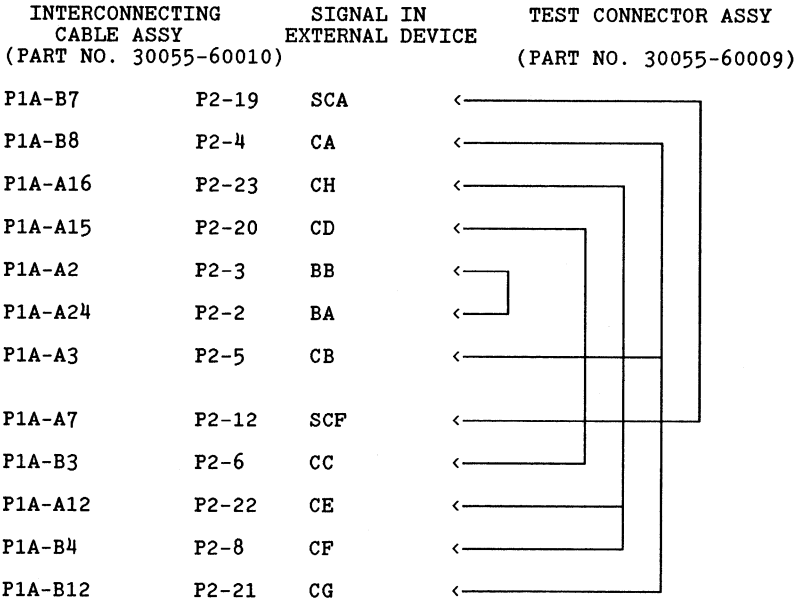 INTERCONNECTING SIGNAL IN TEST CONNECTOR ASSY
CABLE ASSY EXTERNAL DEVICE
(PART NO. 30055-60010) (PART NO. 30055-60009)
P1A-B7 P2-19 SCA <
P1A-B8 P2-4 CA <
P1A-A16 P2-23 CH <
P1A-A15 P2-20 CD <
P1A-A2 P2-3 BB <
P1A-A24 P2-2 BA <
P1A-A3 P2-5 CB <
P1A-A7 P2-12 SCF <
P1A-B3 P2-6 CC <
P1A-A12 P2-22 CE <
P1A-B4 P2-8 CF <
P1A-B12 P2-21 CG <